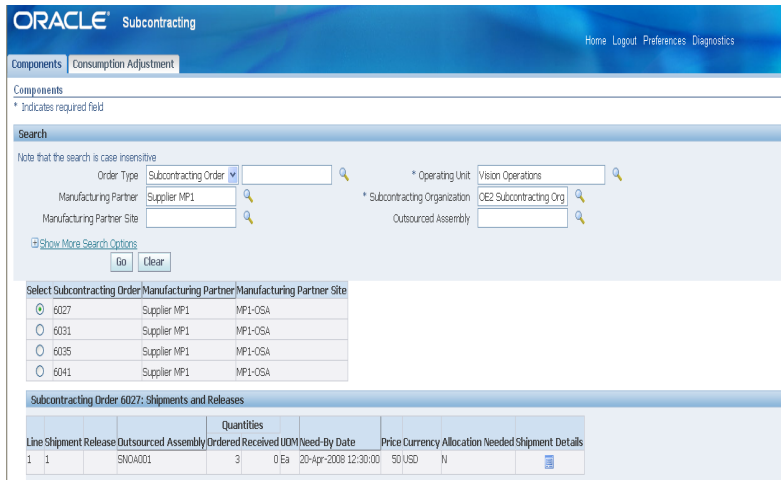 ORACLE® Subcontracting
Home Logout Preferences Diagnostics
Components Consumption Adjustment
Components
* Indicates required field
Search
Note that the search is case insensitive
Order Type Subcontracting Order * Operating Unit Vision Operations
Manufacturing Partner Supplier MP1 * Subcontracting Organization OE2 Subcontracting Org
Manufacturing Partner Site Outsourced Assembly
Show More Search Options
Go Clear
Select Subcontracting Order Manufacturing Partner Manufacturing Partner Site
6027 Supplier MP1 MP1-OSA
6031 Supplier MP1 MP1-OSA
6035 Supplier MP1 MP1-OSA
6041 Supplier MP1 MP1-OSA
Subcontracting Order 6027: Shipments and Releases
Quantities
Line Shipment Release Outsourced Assembly Ordered Received UOM Need-By Date Price Currency Allocation Needed Shipment Details
1 1 SNOA001 3 0 Ea 20-Apr-2008 12:30:00 50 USD N